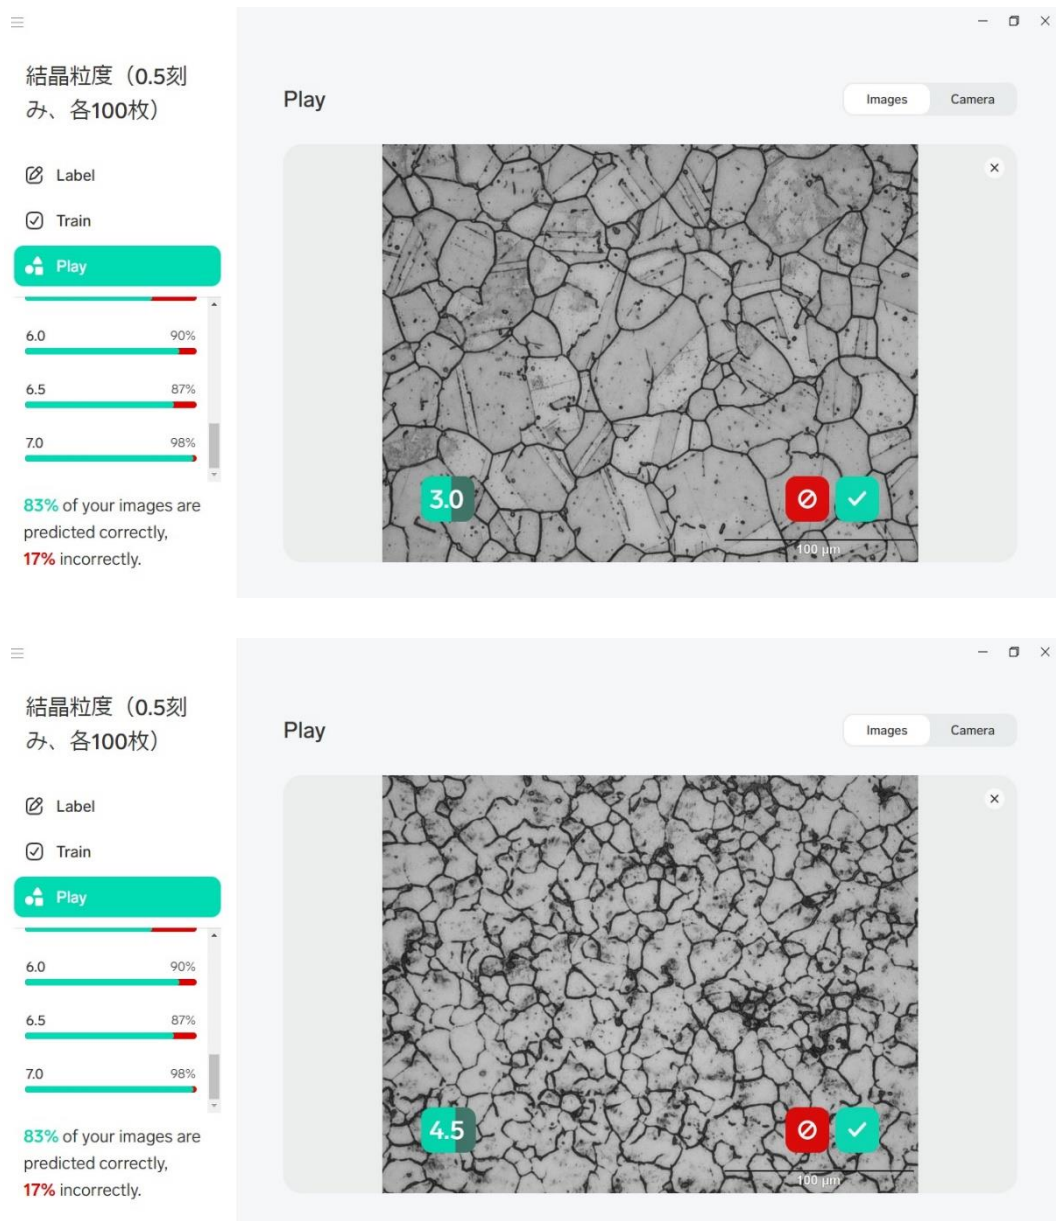 結晶粒度（0.5刻
み、各100枚）
Label
Train
Play
6.0 90%
6.5 87%
7.0 98%
83% of your images are
predicted correctly,
17% incorrectly.
Play
Images Camera
3.0
100 μm
結晶粒度（0.5刻
み、各100枚）
Label
Train
Play
6.0 90%
6.5 87%
7.0 98%
83% of your images are
predicted correctly,
17% incorrectly.
Play
Images Camera
4.5
100 μm